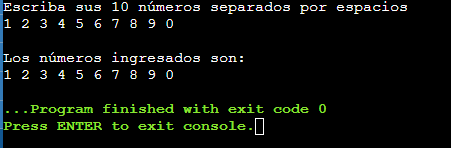 Escriba sus 10 números separados por espacios
1 2 3 4 5 6 7 8 9 0
Los números ingresados son:
1 2 3 4 5 6 7 8 9 0
...Program finished with exit code 0
Press ENTER to exit console.